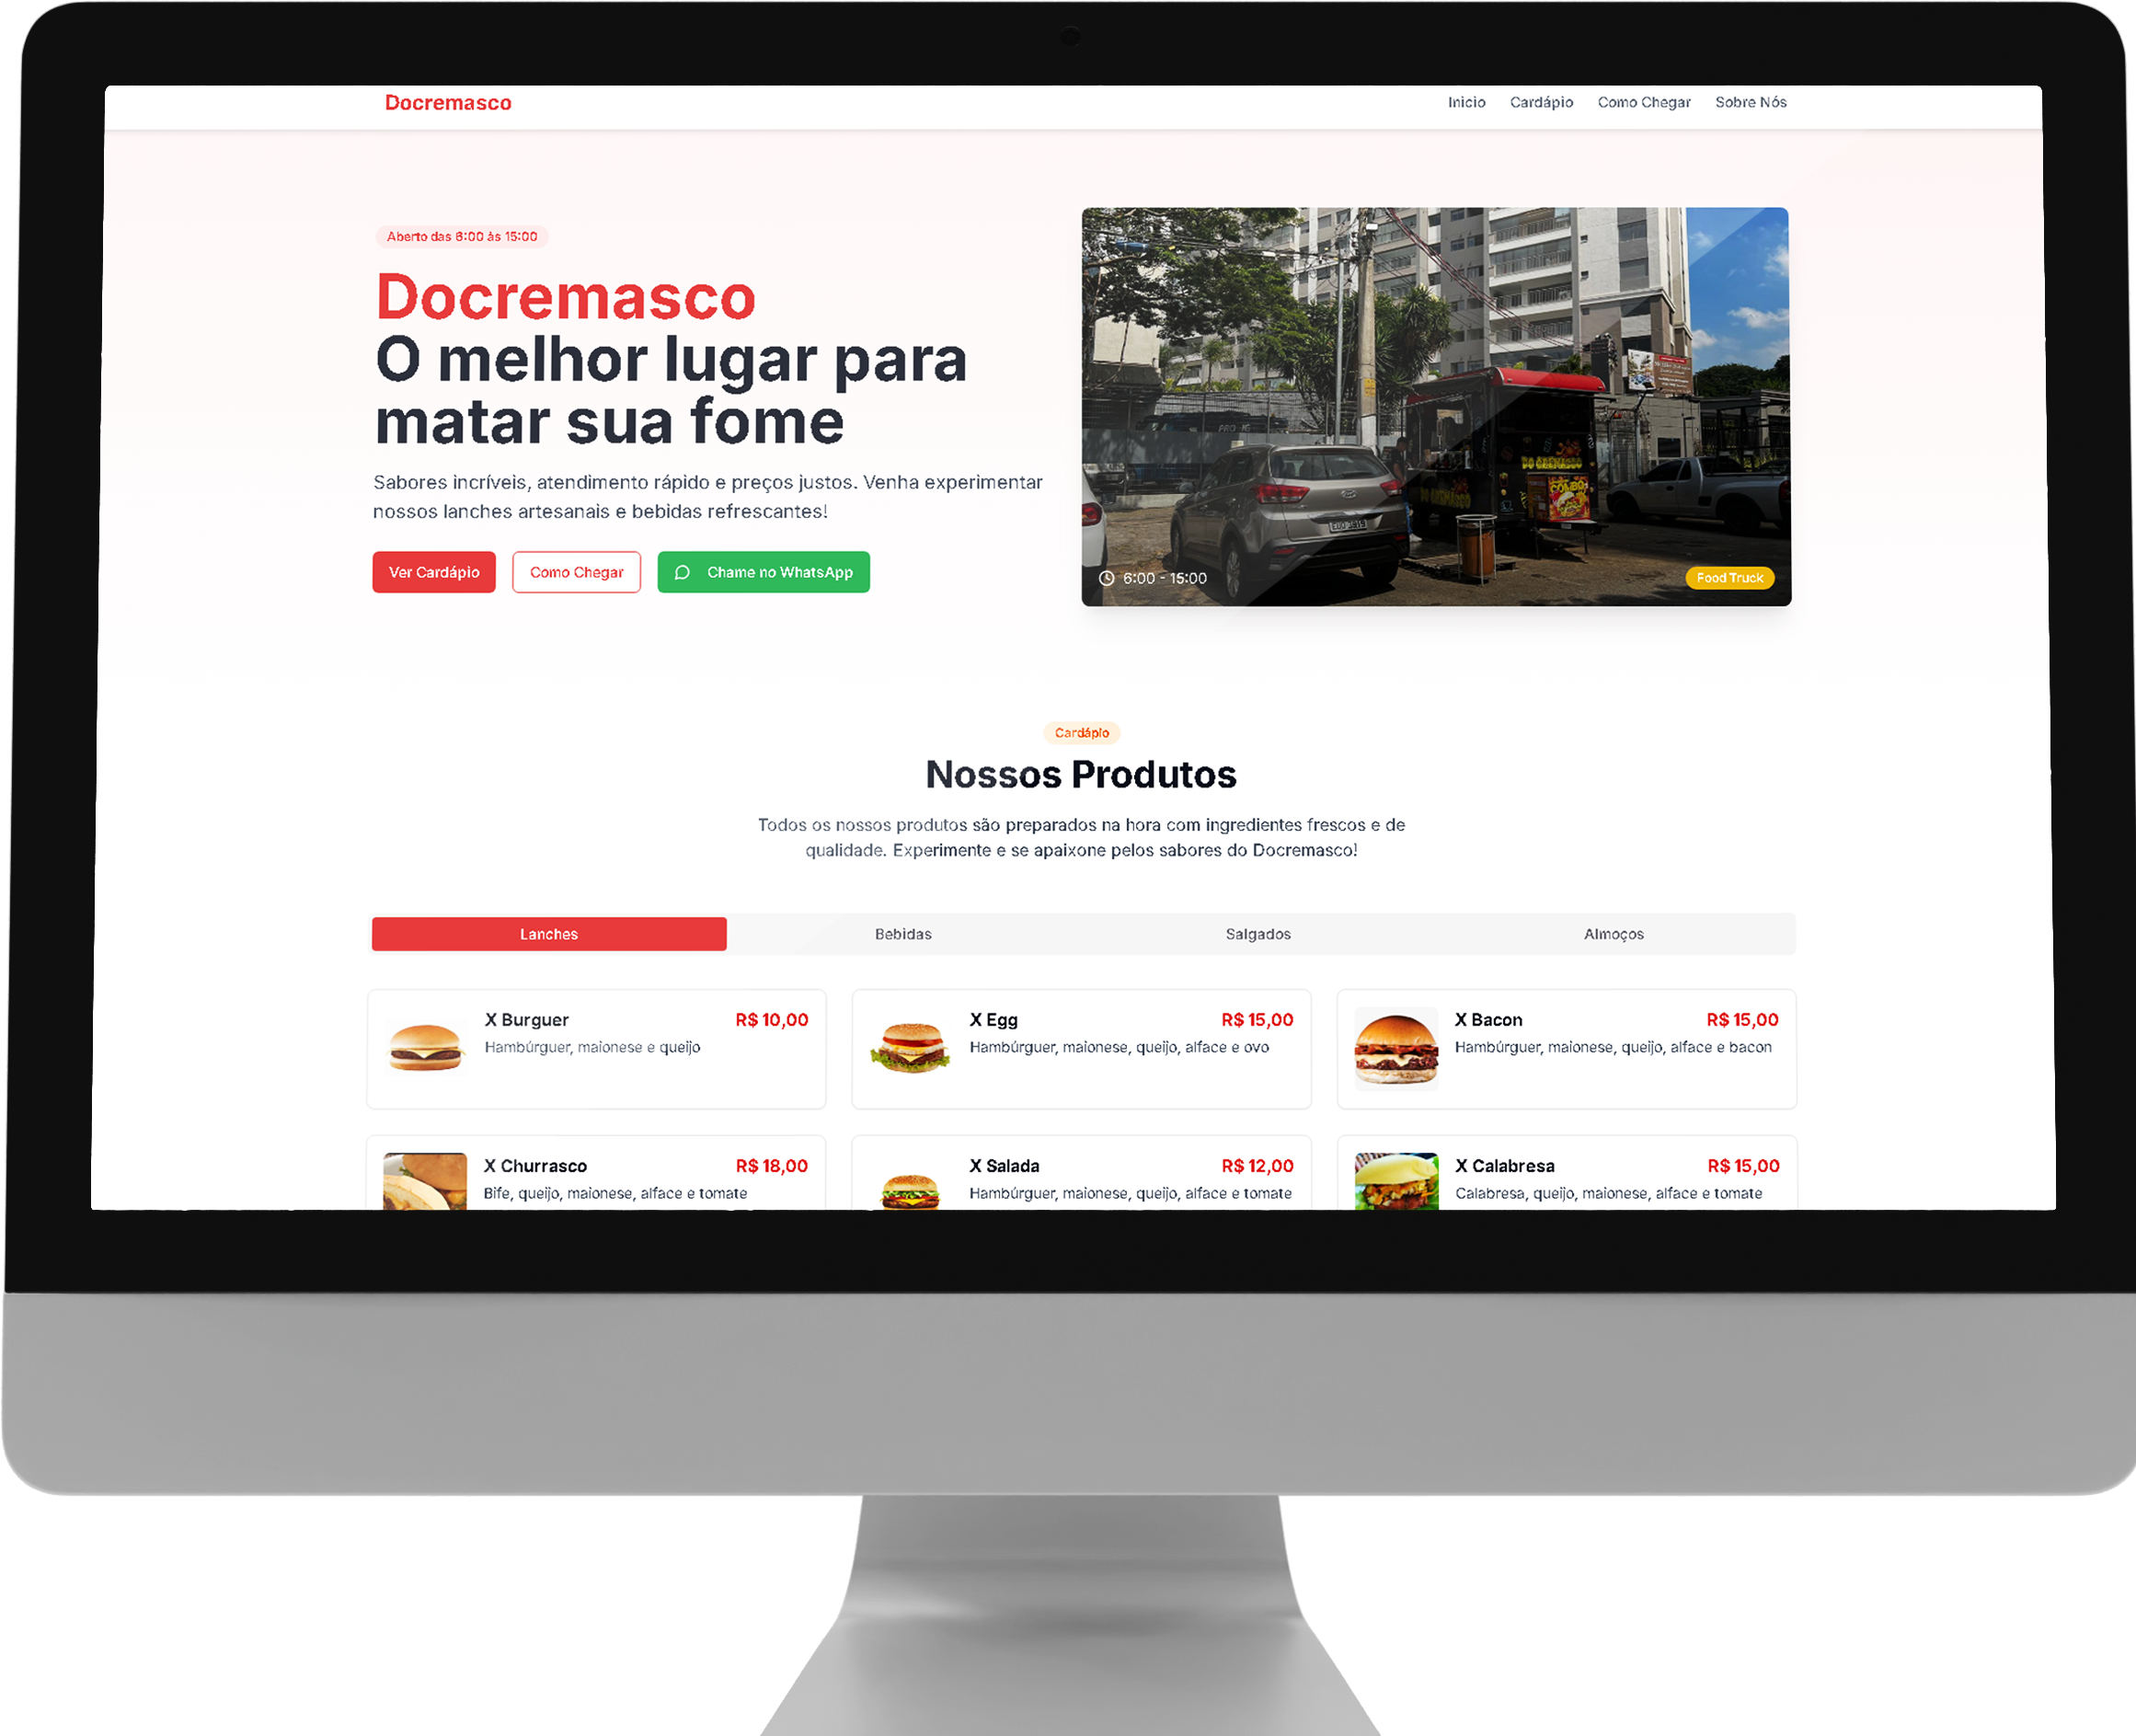 Docremasco
Inicio Cardápio Como Chegar Sobre Nós
Aberto das 6:00 às 15:00
Docremasco
O melhor lugar para
matar sua fome
Sabores incríveis, atendimento rápido e preços justos. Venha experimentar
nossos lanches artesanais e bebidas refrescantes!
Ver Cardápio Como Chegar Chame no WhatsApp
DO CREMASCO
COMBO
6:00 - 15:00
Food Truck
Cardápio
Nossos Produtos
Todos os nossos produtos são preparados na hora com ingredientes frescos e de
qualidade. Experimente e se apaixone pelos sabores do Docremasco!
Lanches Bebidas Salgados Almoços
X Burguer R$ 10,00
Hambúrguer, maionese e queijo
X Egg R$ 15,00
Hambúrguer, maionese, queijo, alface e ovo
X Bacon R$ 15,00
Hambúrguer, maionese, queijo, alface e bacon
X Churrasco R$ 18,00
Bife, queijo, maionese, alface e tomate
X Salada R$ 12,00
Hambúrguer, maionese, queijo, alface e tomate
X Calabresa R$ 15,00
Calabresa, queijo, maionese, alface e tomate